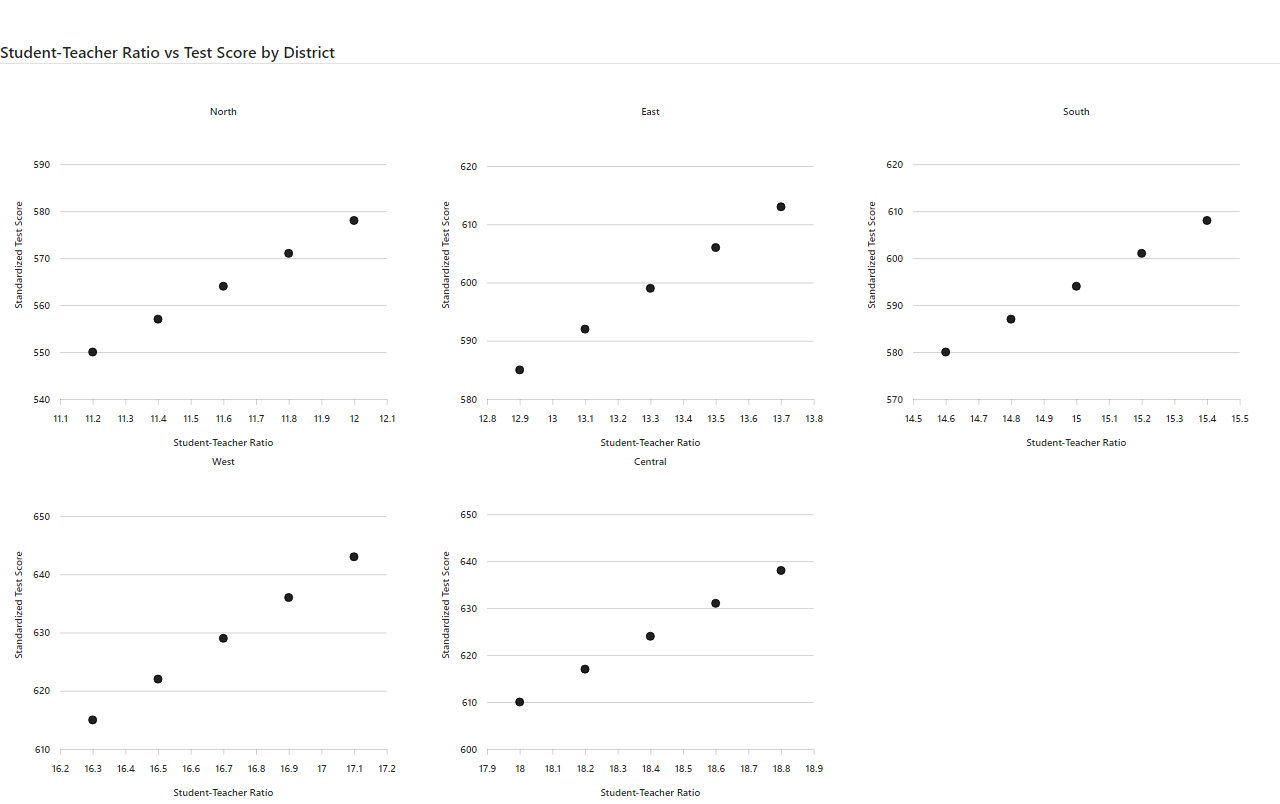 Student-Teacher Ratio vs Test Score by District
North
590
580
570
560
550
540
Standardized Test Score
11.1 11.2 11.3 11.4 11.5 11.6 11.7 11.8 11.9 12 12.1
Student-Teacher Ratio
East
620
610
600
590
580
Standardized Test Score
12.8 12.9 13 13.1 13.2 13.3 13.4 13.5 13.6 13.7 13.8
Student-Teacher Ratio
South
620
610
600
590
580
570
Standardized Test Score
14.5 14.6 14.7 14.8 14.9 15 15.1 15.2 15.3 15.4 15.5
Student-Teacher Ratio
West
650
640
630
620
610
Standardized Test Score
16.2 16.3 16.4 16.5 16.6 16.7 16.8 16.9 17 17.1 17.2
Student-Teacher Ratio
Central
650
640
630
620
610
600
Standardized Test Score
17.9 18 18.1 18.2 18.3 18.4 18.5 18.6 18.7 18.8 18.9
Student-Teacher Ratio